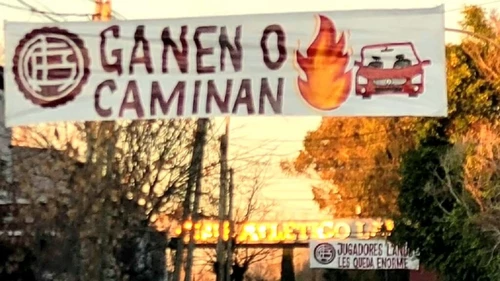 GANEN O
CAMINAN
ATLETICO
JUGADORES
LES QUEDA ENORME